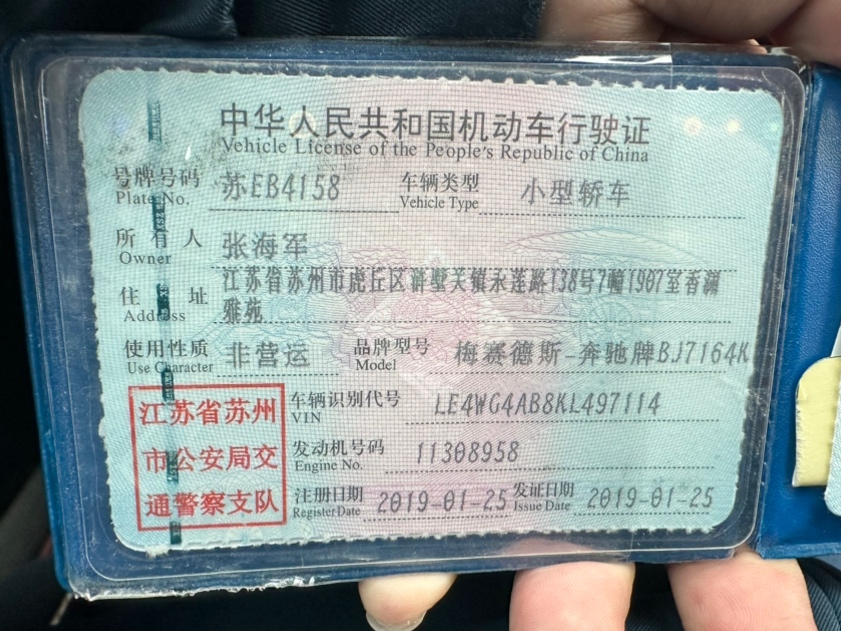 中华人民共和国机动车行驶证
Vehicle License of the People's Republic of China
号牌号码 苏EB4158 车辆类型 小型轿车
Plate No. Vehicle Type
所有人 张海军
Owner
住址 江苏省苏州市虎丘区浒墅关镇永莲路138号7幢1907室香澜
Address 雅苑
使用性质 非营运 品牌型号 梅赛德斯-奔驰牌BJ7164K
Use Character Model
江苏省苏州 车辆识别代号 LE4WG4AB8KL497114
VIN
市公安局交 发动机号码 11308958
Engine No.
通警察支队 注册日期 2019-01-25 发证日期 2019-01-25
Register Date Issue Date